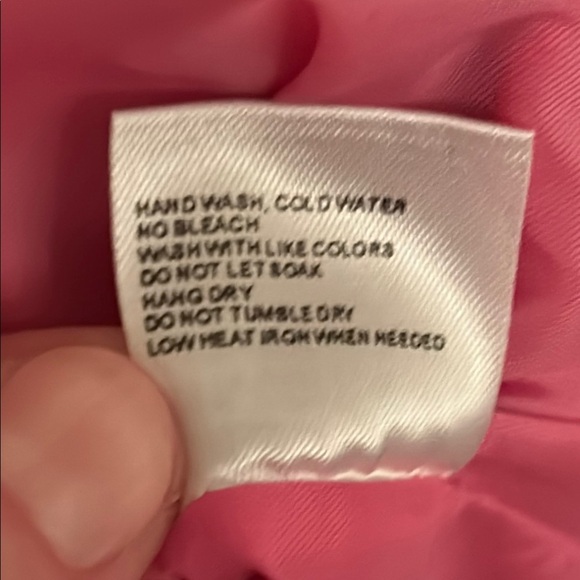 HAND WASH, COLD WATER
NO BLEACH
WASH WITH LIKE COLORS
DO NOT LET SOAK
HANG DRY
DO NOT TUMBLE DRY
LOW HEAT IRON WHEN NEEDED